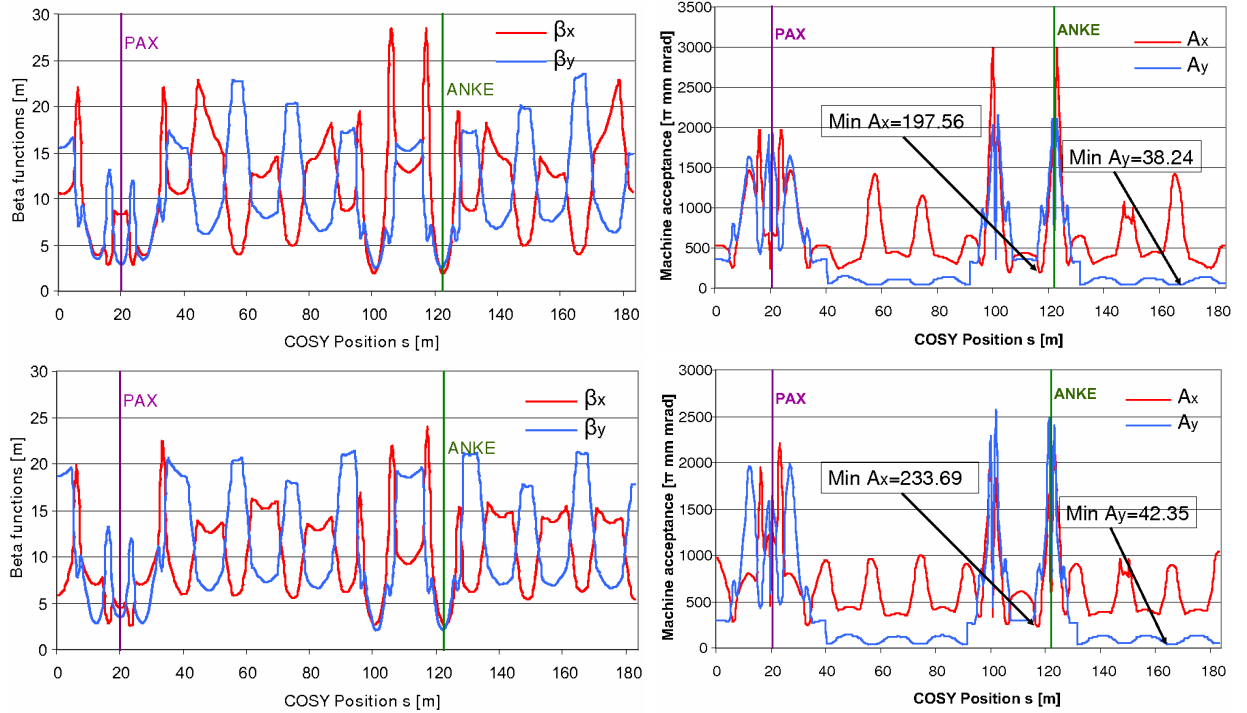 30
25
20
15
10
5
0
Beta functioms [m]
PAX
βx
βy
ANKE
0 20 40 60 80 100 120 140 160 180
COSY Position s [m]
3500
3000
2500
2000
1500
1000
500
0
Machine acceptance [π mm mrad]
PAX
ANKE
Ax
Ay
Min Ax=197.56
Min Ay=38.24
0 20 40 60 80 100 120 140 160 180
COSY Position s [m]
30
25
20
15
10
5
0
Beta functions [m]
PAX
βx
βy
ANKE
0 20 40 60 80 100 120 140 160 180
COSY Position s [m]
3000
2500
2000
1500
1000
500
0
Machine acceptance [π mm mrad]
PAX
ANKE
Ax
Ay
Min Ax=233.69
Min Ay=42.35
0 20 40 60 80 100 120 140 160 180
COSY Position s [m]